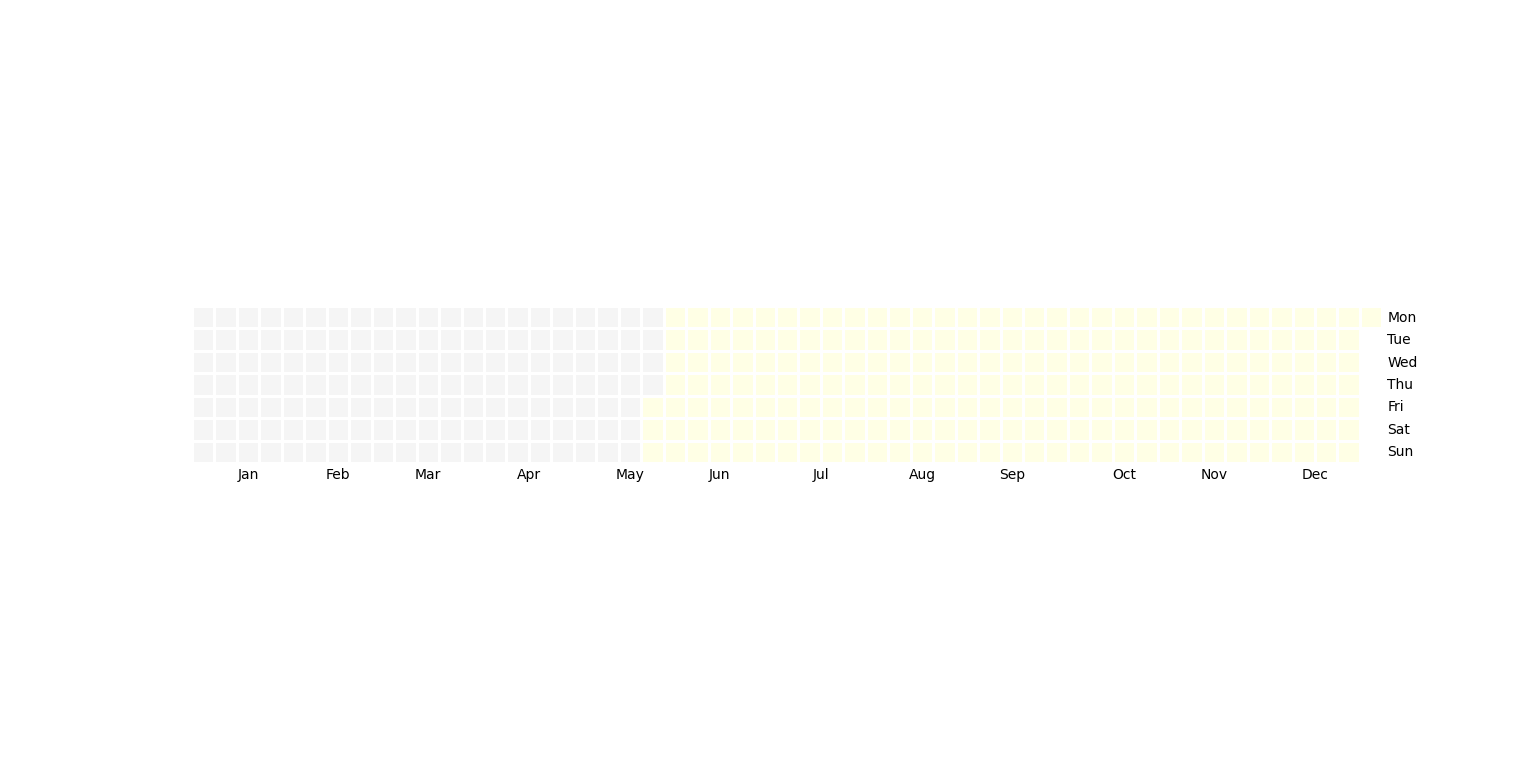 Mon
Tue
Wed
Thu
Fri
Sat
Sun
Jan Feb Mar Apr May Jun Jul Aug Sep Oct Nov Dec